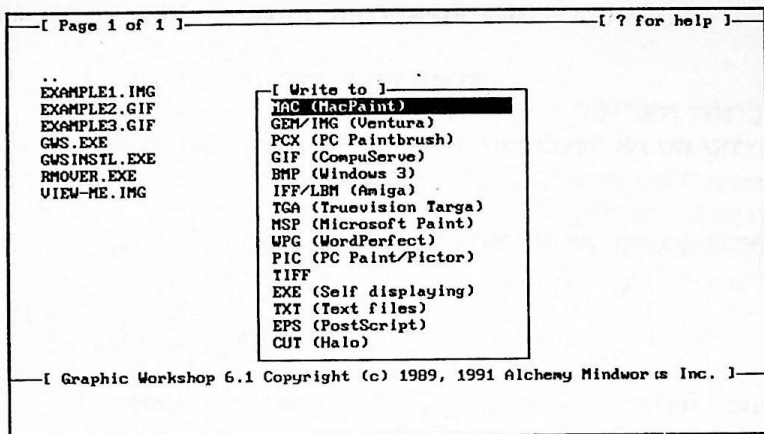 [ Page 1 of 1 ] [ ? for help ]
..
EXAMPLE1.IMG
EXAMPLE2.GIF
EXAMPLE3.GIF
GWS.EXE
GWSINSTL.EXE
RMOVER.EXE
VIEW-ME.IMG
[ Write to ]
MAC (MacPaint)
GEM/IMG (Ventura)
PCX (PC Paintbrush)
GIF (CompuServe)
BMP (Windows 3)
IFF/LBM (Amiga)
TGA (Truevision Targa)
MSP (Microsoft Paint)
WPG (WordPerfect)
PIC (PC Paint/Pictor)
TIFF
EXE (Self displaying)
TXT (Text files)
EPS (PostScript)
CUT (Halo)
[ Graphic Workshop 6.1 Copyright (c) 1989, 1991 Alchemy Mindworks Inc. ]